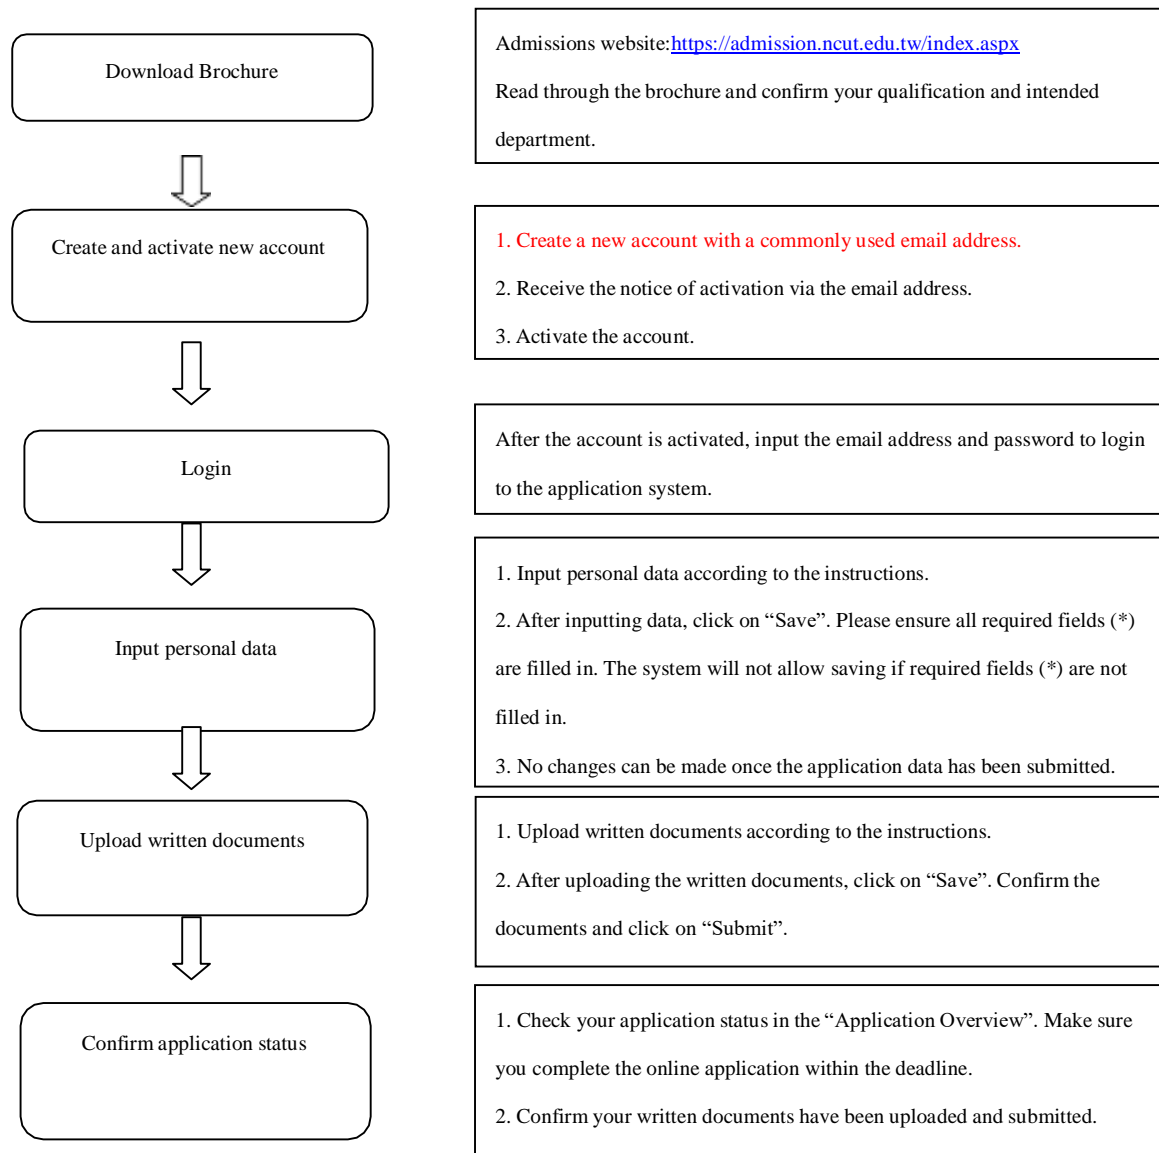 Download Brochure
Admissions website:https://admission.ncut.edu.tw/index.aspx
Read through the brochure and confirm your qualification and intended
department.
Create and activate new account
1. Create a new account with a commonly used email address.
2. Receive the notice of activation via the email address.
3. Activate the account.
Login
After the account is activated, input the email address and password to login
to the application system.
Input personal data
1. Input personal data according to the instructions.
2. After inputting data, click on “Save”. Please ensure all required fields (*)
are filled in. The system will not allow saving if required fields (*) are not
filled in.
3. No changes can be made once the application data has been submitted.
Upload written documents
1. Upload written documents according to the instructions.
2. After uploading the written documents, click on “Save”. Confirm the
documents and click on “Submit”.
Confirm application status
1. Check your application status in the “Application Overview”. Make sure
you complete the online application within the deadline.
2. Confirm your written documents have been uploaded and submitted.